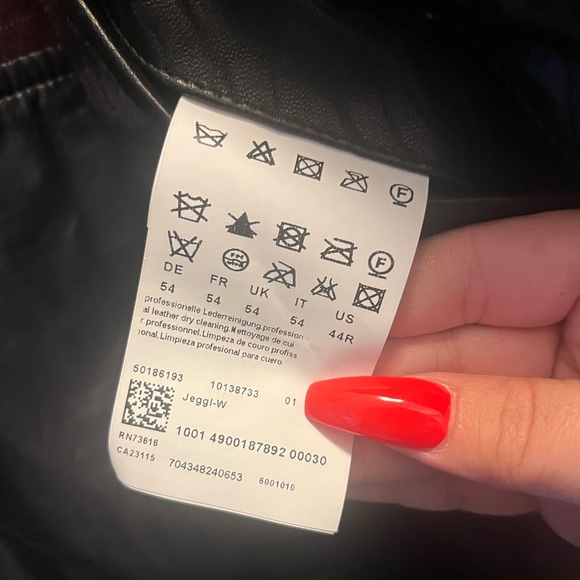 F
F
DE FR UK IT US
54 54 54 54 44R
professionelle Lederreinigung.profession
al leather dry cleaning.Nettoyage de cui
r professionnel.Limpeza de couro profiss
ional.Limpieza profesional para cuero.
50186193 10138733 01
Jeggl-W
1001 4900187892 00030
RN73616
CA23115 704348240653 6001010